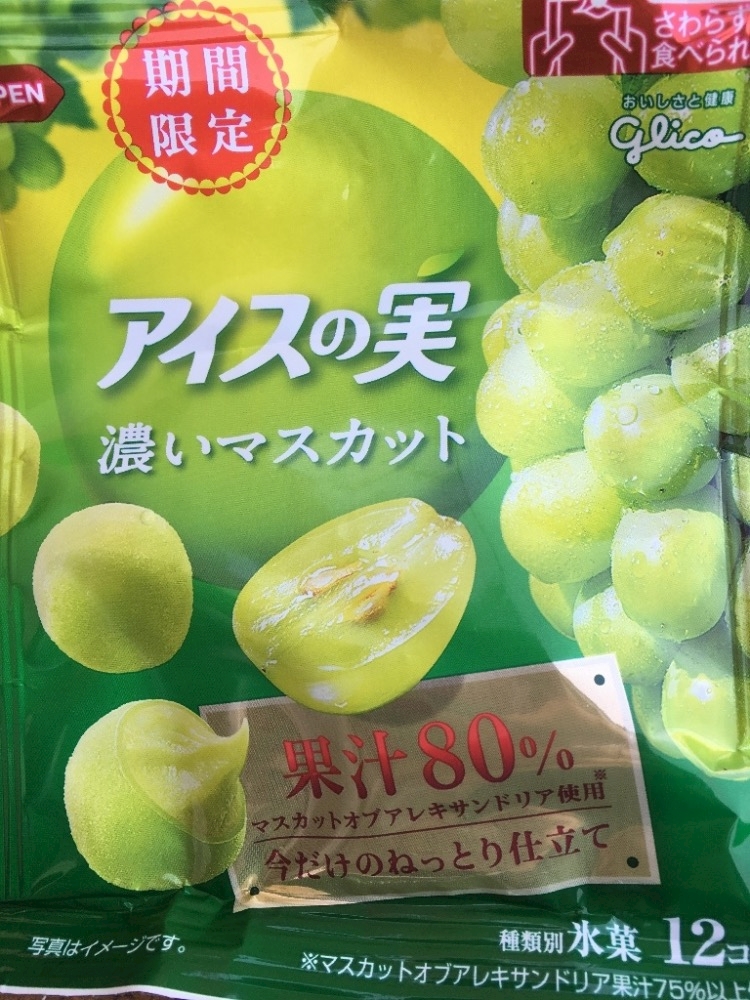 期間
限定
さわらず
食べられ
PEN
おいしさと健康
glico
アイスの実
濃いマスカット
果汁80%
マスカットオブアレキサンドリア使用※
今だけのねっとり仕立て
種類別 氷菓 12コ
写真はイメージです。
※マスカットオブアレキサンドリア果汁75%以上